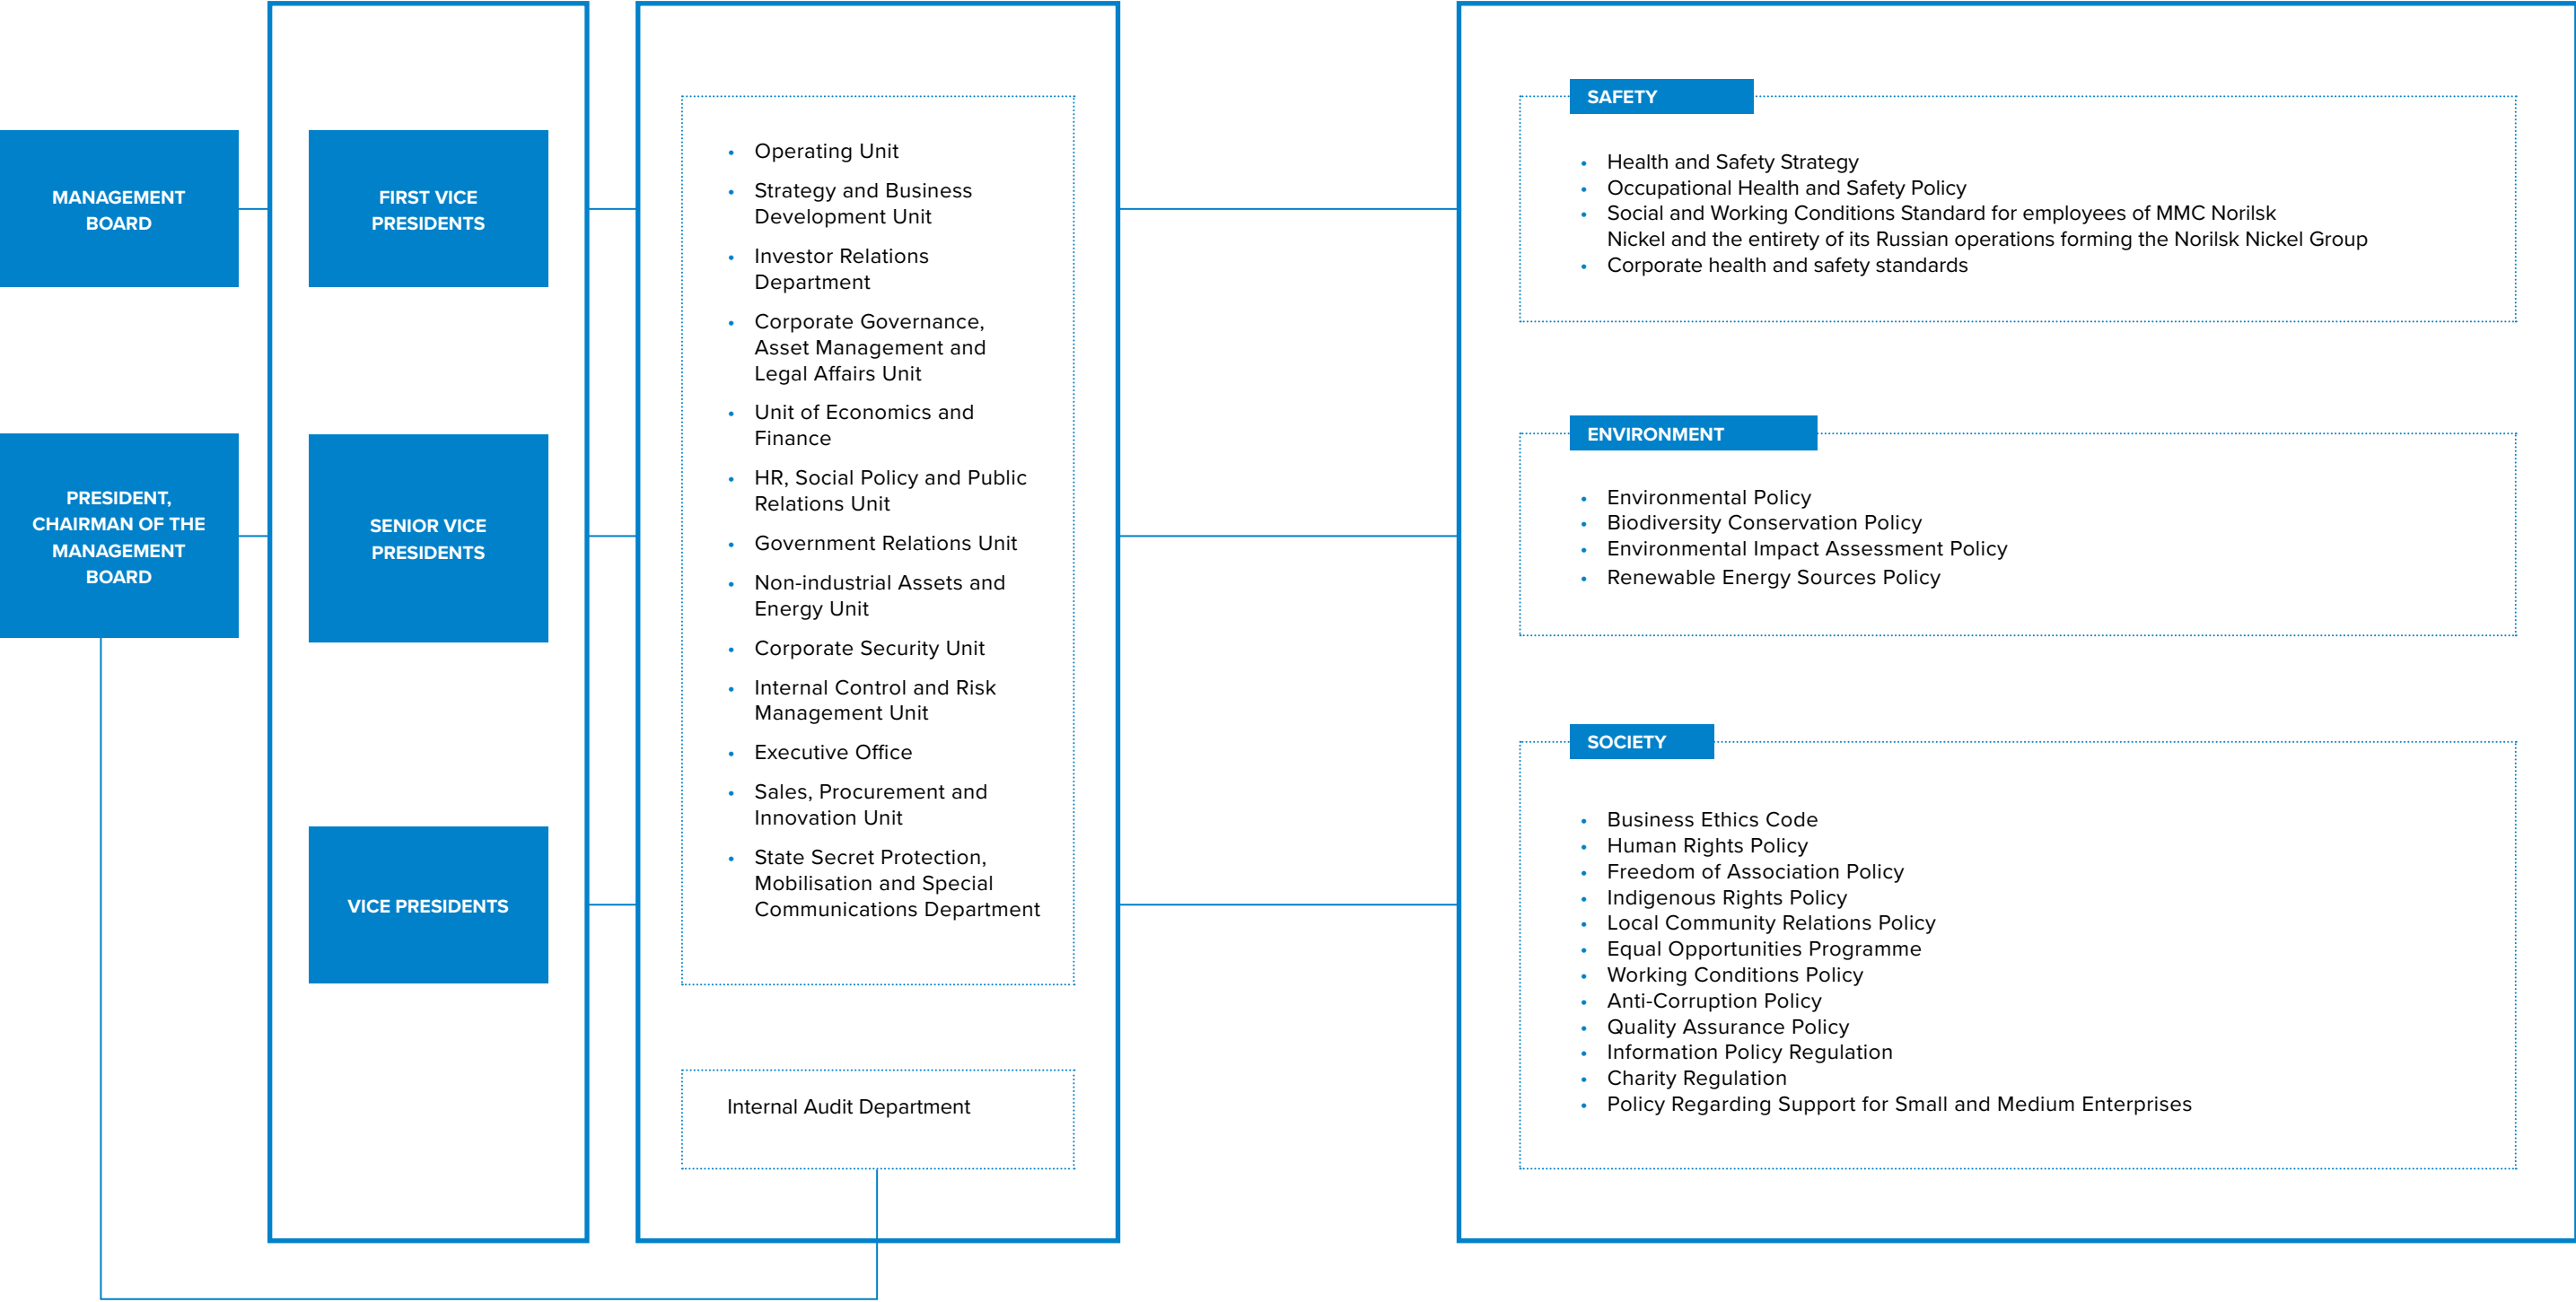 MANAGEMENT
BOARD
PRESIDENT,
CHAIRMAN OF THE
MANAGEMENT
BOARD
FIRST VICE
PRESIDENTS
SENIOR VICE
PRESIDENTS
VICE PRESIDENTS
• Operating Unit
• Strategy and Business
Development Unit
• Investor Relations
Department
• Corporate Governance,
Asset Management and
Legal Affairs Unit
• Unit of Economics and
Finance
• HR, Social Policy and Public
Relations Unit
• Government Relations Unit
• Non-industrial Assets and
Energy Unit
• Corporate Security Unit
• Internal Control and Risk
Management Unit
• Executive Office
• Sales, Procurement and
Innovation Unit
• State Secret Protection,
Mobilisation and Special
Communications Department
Internal Audit Department
SAFETY
• Health and Safety Strategy
• Occupational Health and Safety Policy
• Social and Working Conditions Standard for employees of MMC Norilsk
Nickel and the entirety of its Russian operations forming the Norilsk Nickel Group
• Corporate health and safety standards
ENVIRONMENT
• Environmental Policy
• Biodiversity Conservation Policy
• Environmental Impact Assessment Policy
• Renewable Energy Sources Policy
SOCIETY
• Business Ethics Code
• Human Rights Policy
• Freedom of Association Policy
• Indigenous Rights Policy
• Local Community Relations Policy
• Equal Opportunities Programme
• Working Conditions Policy
• Anti-Corruption Policy
• Quality Assurance Policy
• Information Policy Regulation
• Charity Regulation
• Policy Regarding Support for Small and Medium Enterprises